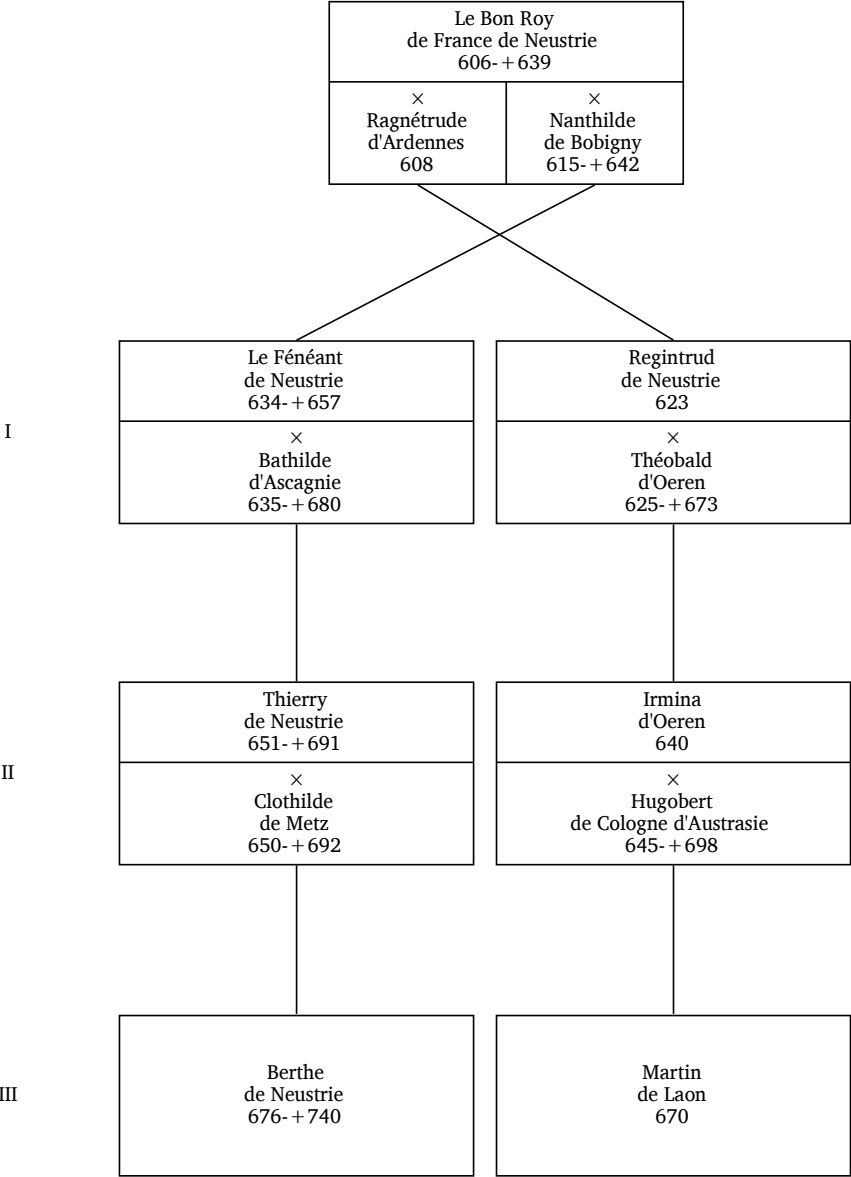 Le Bon Roy
de France de Neustrie
606-+639
×
Ragnétrude
d'Ardennes
608
×
Nanthilde
de Bobigny
615-+642
I
Le Fénéant
de Neustrie
634-+657
×
Bathilde
d'Ascagnie
635-+680
Regintrud
de Neustrie
623
×
Théobald
d'Oeren
625-+673
II
Thierry
de Neustrie
651-+691
×
Clothilde
de Metz
650-+692
Irmina
d'Oeren
640
×
Hugobert
de Cologne d'Austrasie
645-+698
III
Berthe
de Neustrie
676-+740
Martin
de Laon
670